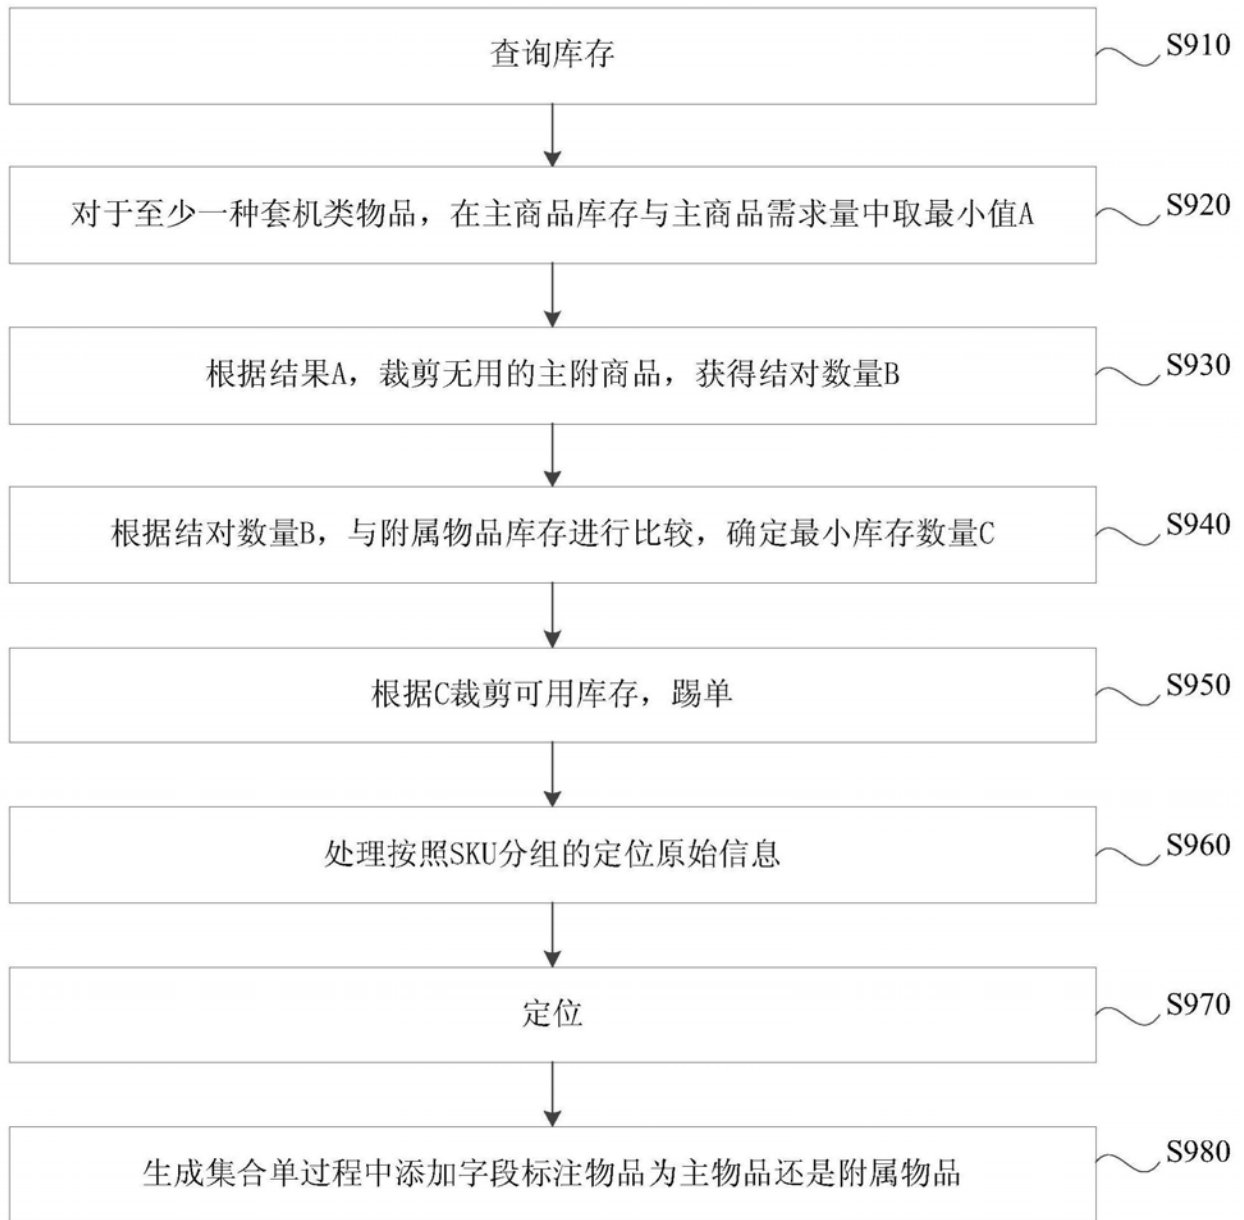 查询库存
S910
对于至少一种套机类物品，在主商品库存与主商品需求量中取最小值A
S920
根据结果A，裁剪无用的主附商品，获得结对数量B
S930
根据结对数量B，与附属物品库存进行比较，确定最小库存数量C
S940
根据C裁剪可用库存，踢单
S950
处理按照SKU分组的定位原始信息
S960
定位
S970
生成集合单过程中添加字段标注物品为主物品还是附属物品
S980